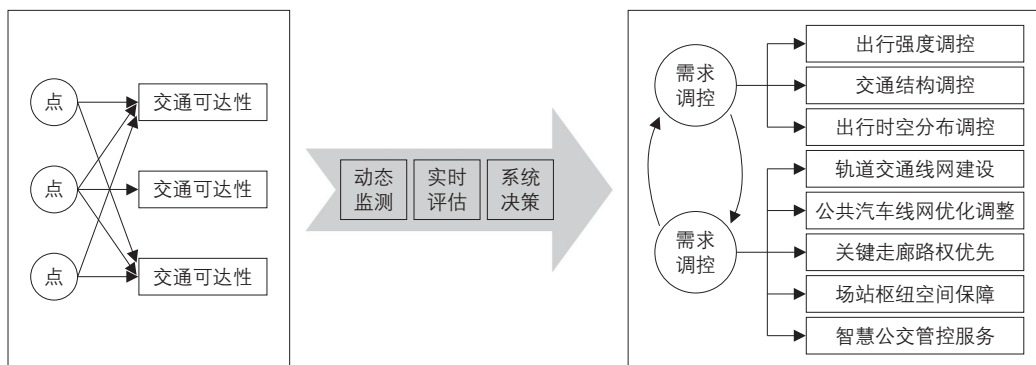 点
交通可达性
点
交通可达性
点
交通可达性
动态
监测
实时
评估
系统
决策
需求
调控
出行强度调控
交通结构调控
出行时空分布调控
需求
调控
轨道交通线网建设
公共汽车线网优化调整
关键走廊路权优先
场站枢纽空间保障
智慧公交管控服务